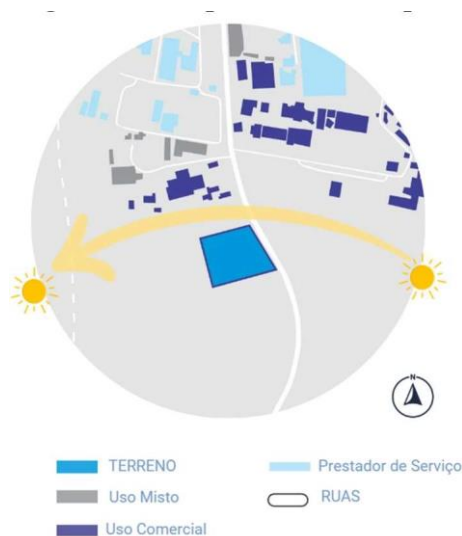 N
TERRENO
Prestador de Serviço
Uso Misto
RUAS
Uso Comercial